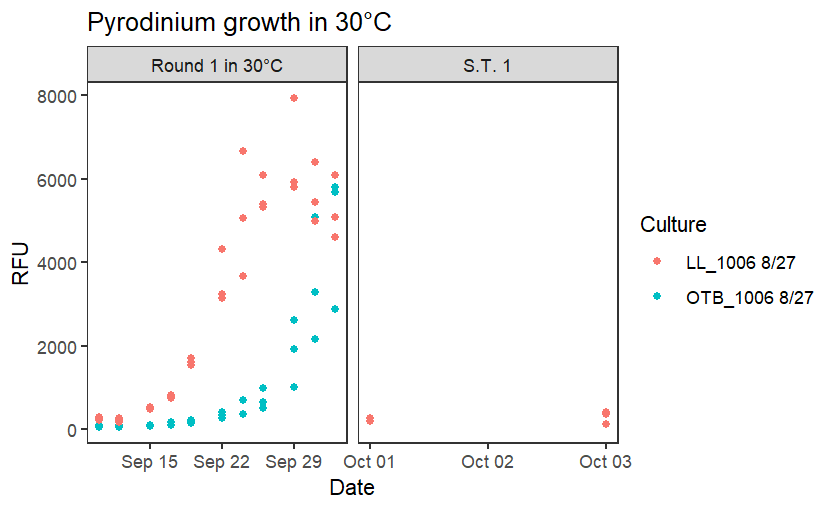 Pyrodinium growth in 30°C
Round 1 in 30°C
S.T. 1
RFU
8000
6000
4000
2000
0
Sep 15
Sep 22
Sep 29
Oct 01
Oct 02
Oct 03
Date
Culture
LL_1006 8/27
OTB_1006 8/27